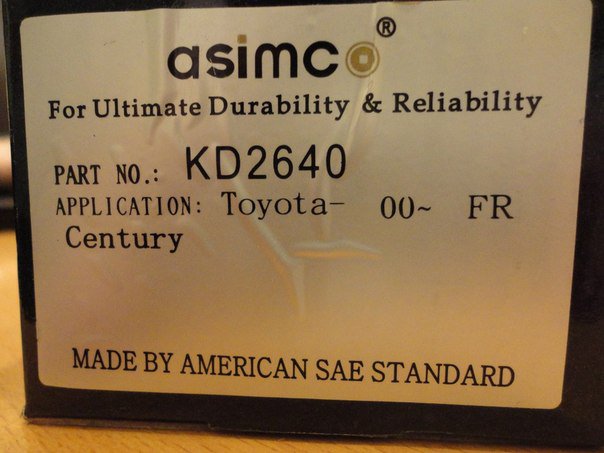 asimco®
For Ultimate Durability & Reliability
PART NO.: KD2640
APPLICATION: Toyota- 00~ FR
Century
MADE BY AMERICAN SAE STANDARD